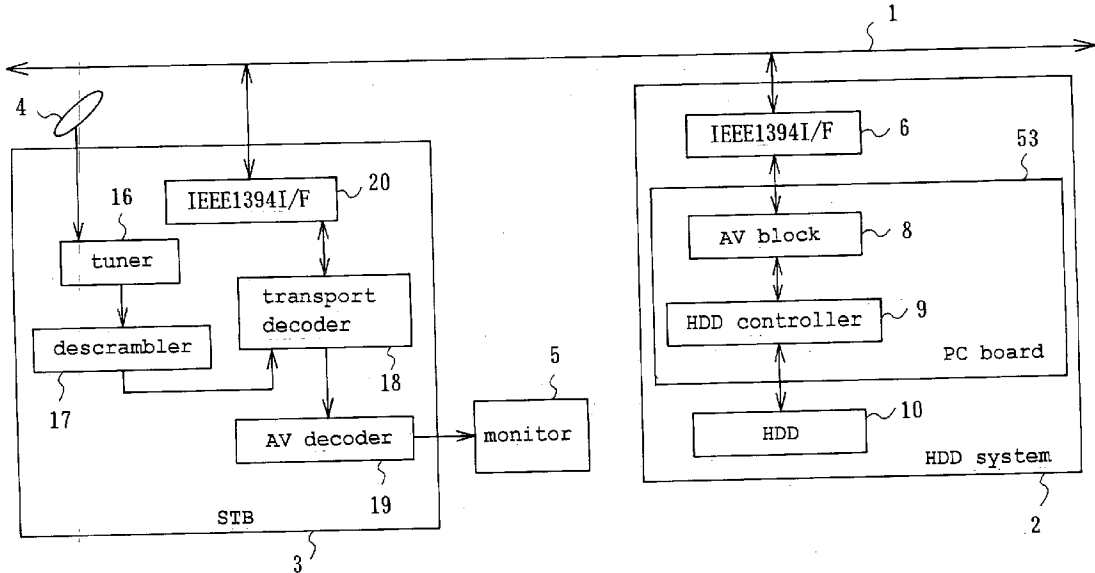 1
4
IEEE1394I/F
6
53
IEEE1394I/F
20
16
tuner
AV block
8
transport
decoder
HDD controller
9
descrambler
PC board
17
18
5
AV decoder
monitor
10
HDD
19
HDD system
STB
2
3